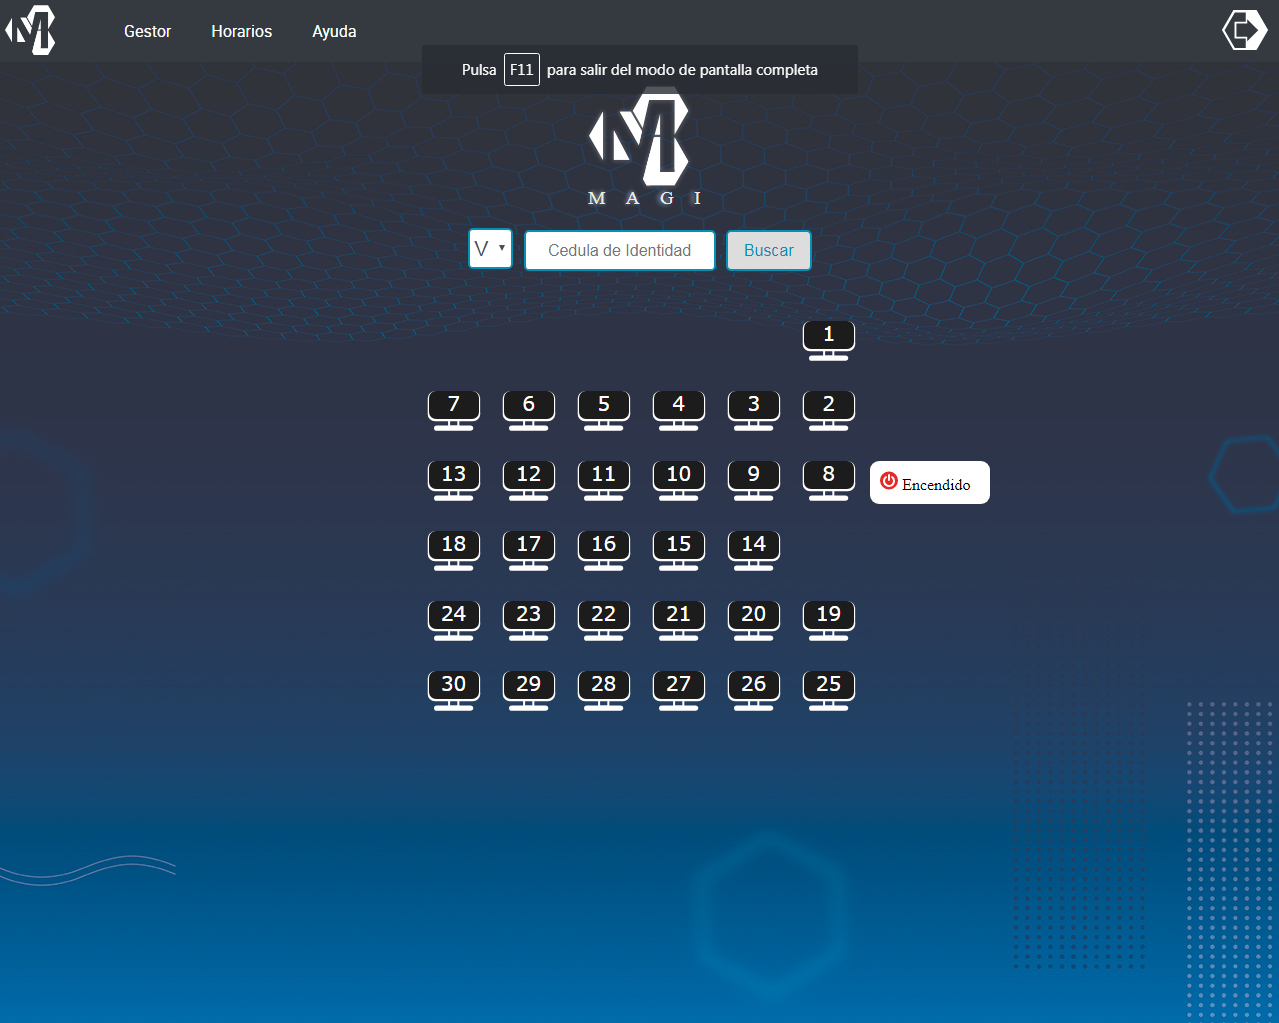 Gestor Horarios Ayuda
Pulsa F11 para salir del modo de pantalla completa
MAGI
V Cedula de Identidad Buscar
1
7 6 5 4 3 2
13 12 11 10 9 8 Encendido
18 17 16 15 14
24 23 22 21 20 19
30 29 28 27 26 25